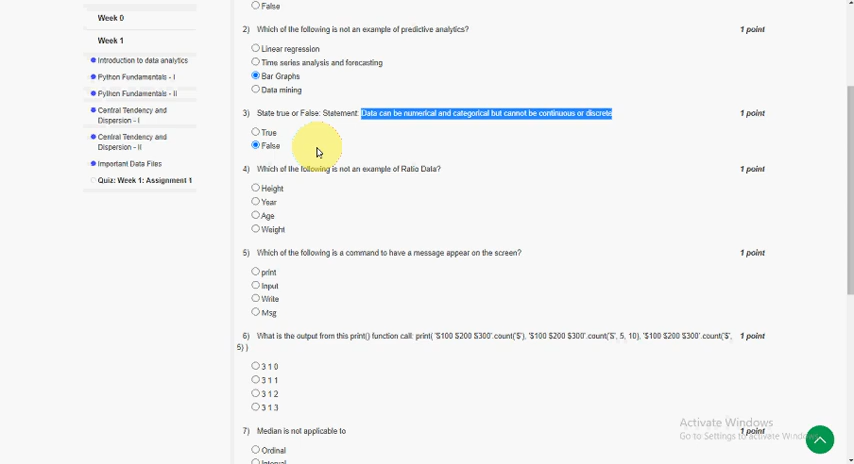 Week 0
Week 1
Introduction to data analytics
Python Fundamentals - I
Python Fundamentals - II
Central Tendency and
Dispersion - I
Central Tendency and
Dispersion - II
Important Data Files
Quiz: Week 1: Assignment 1
False
2) Which of the following is not an example of predictive analytics? 1 point
Linear regression
Time series analysis and forecasting
Bar Graphs
Data mining
3) State true or False: Statement: Data can be numerical and categorical but cannot be continuous or discrete 1 point
True
False
4) Which of the following is not an example of Ratio Data? 1 point
Height
Year
Age
Weight
5) Which of the following is a command to have a message appear on the screen? 1 point
print
Input
Write
Msg
6) What is the output from this print() function call: print( '$100 $200 $300'.count('$'), '$100 $200 $300'.count('$', 5, 10), '$100 $200 $300'.count('$', 1 point
5) )
3 1 0
3 1 1
3 1 2
3 1 3
7) Median is not applicable to 1 point
Ordinal
Interval
Activate Windows
Go to Settings to activate Windows.